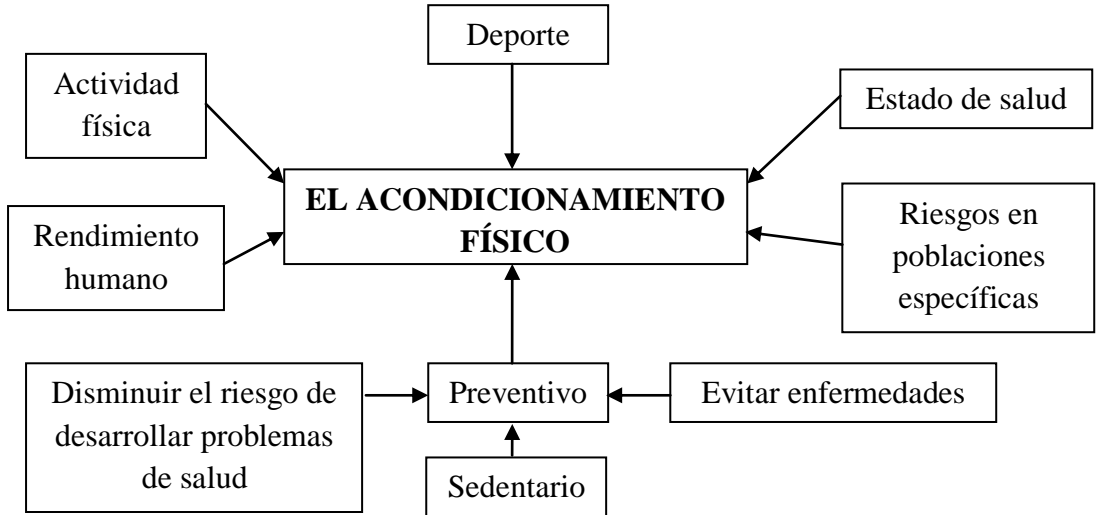 Deporte
Actividad
física
Estado de salud
EL ACONDICIONAMIENTO
FÍSICO
Rendimiento
humano
Riesgos en
poblaciones
específicas
Disminuir el riesgo de
desarrollar problemas
de salud
Preventivo
Evitar enfermedades
Sedentario